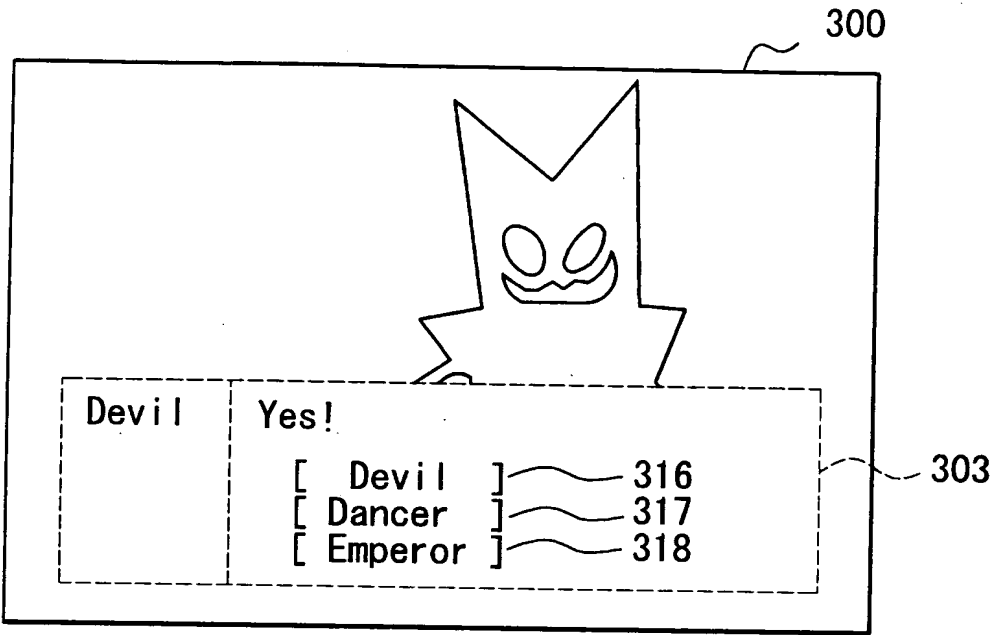 300
Devil
Yes!
[ Devil ] 316
[ Dancer ] 317
[ Emperor ] 318
303